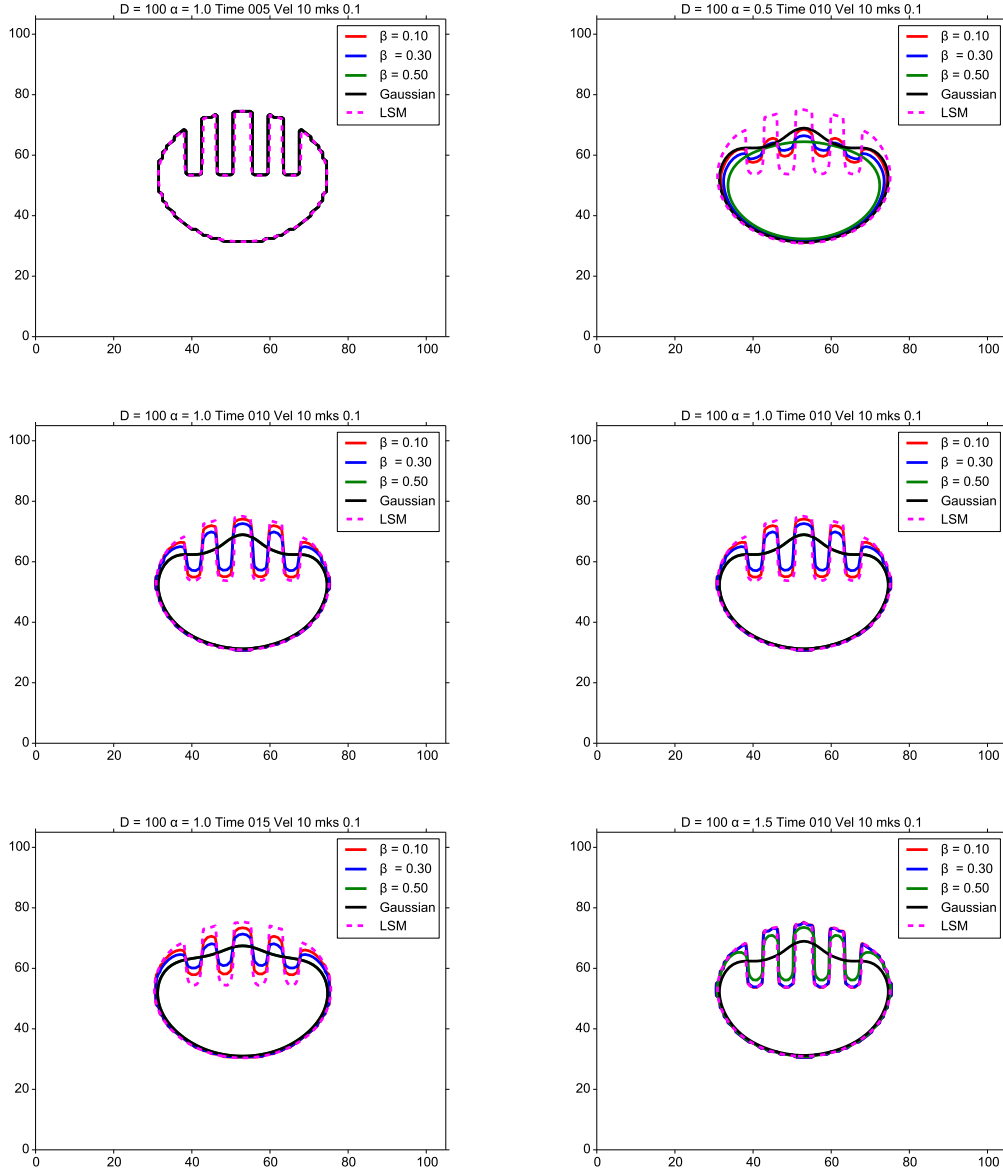 D = 100 α = 1.0 Time 005 Vel 10 mks 0.1
β = 0.10
β = 0.30
β = 0.50
Gaussian
LSM
100
80
60
40
20
0
0 20 40 60 80 100
D = 100 α = 0.5 Time 010 Vel 10 mks 0.1
β = 0.10
β = 0.30
β = 0.50
Gaussian
LSM
100
80
60
40
20
0
0 20 40 60 80 100
D = 100 α = 1.0 Time 010 Vel 10 mks 0.1
β = 0.10
β = 0.30
β = 0.50
Gaussian
LSM
100
80
60
40
20
0
0 20 40 60 80 100
D = 100 α = 1.0 Time 010 Vel 10 mks 0.1
β = 0.10
β = 0.30
β = 0.50
Gaussian
LSM
100
80
60
40
20
0
0 20 40 60 80 100
D = 100 α = 1.0 Time 015 Vel 10 mks 0.1
β = 0.10
β = 0.30
β = 0.50
Gaussian
LSM
100
80
60
40
20
0
0 20 40 60 80 100
D = 100 α = 1.5 Time 010 Vel 10 mks 0.1
β = 0.10
β = 0.30
β = 0.50
Gaussian
LSM
100
80
60
40
20
0
0 20 40 60 80 100